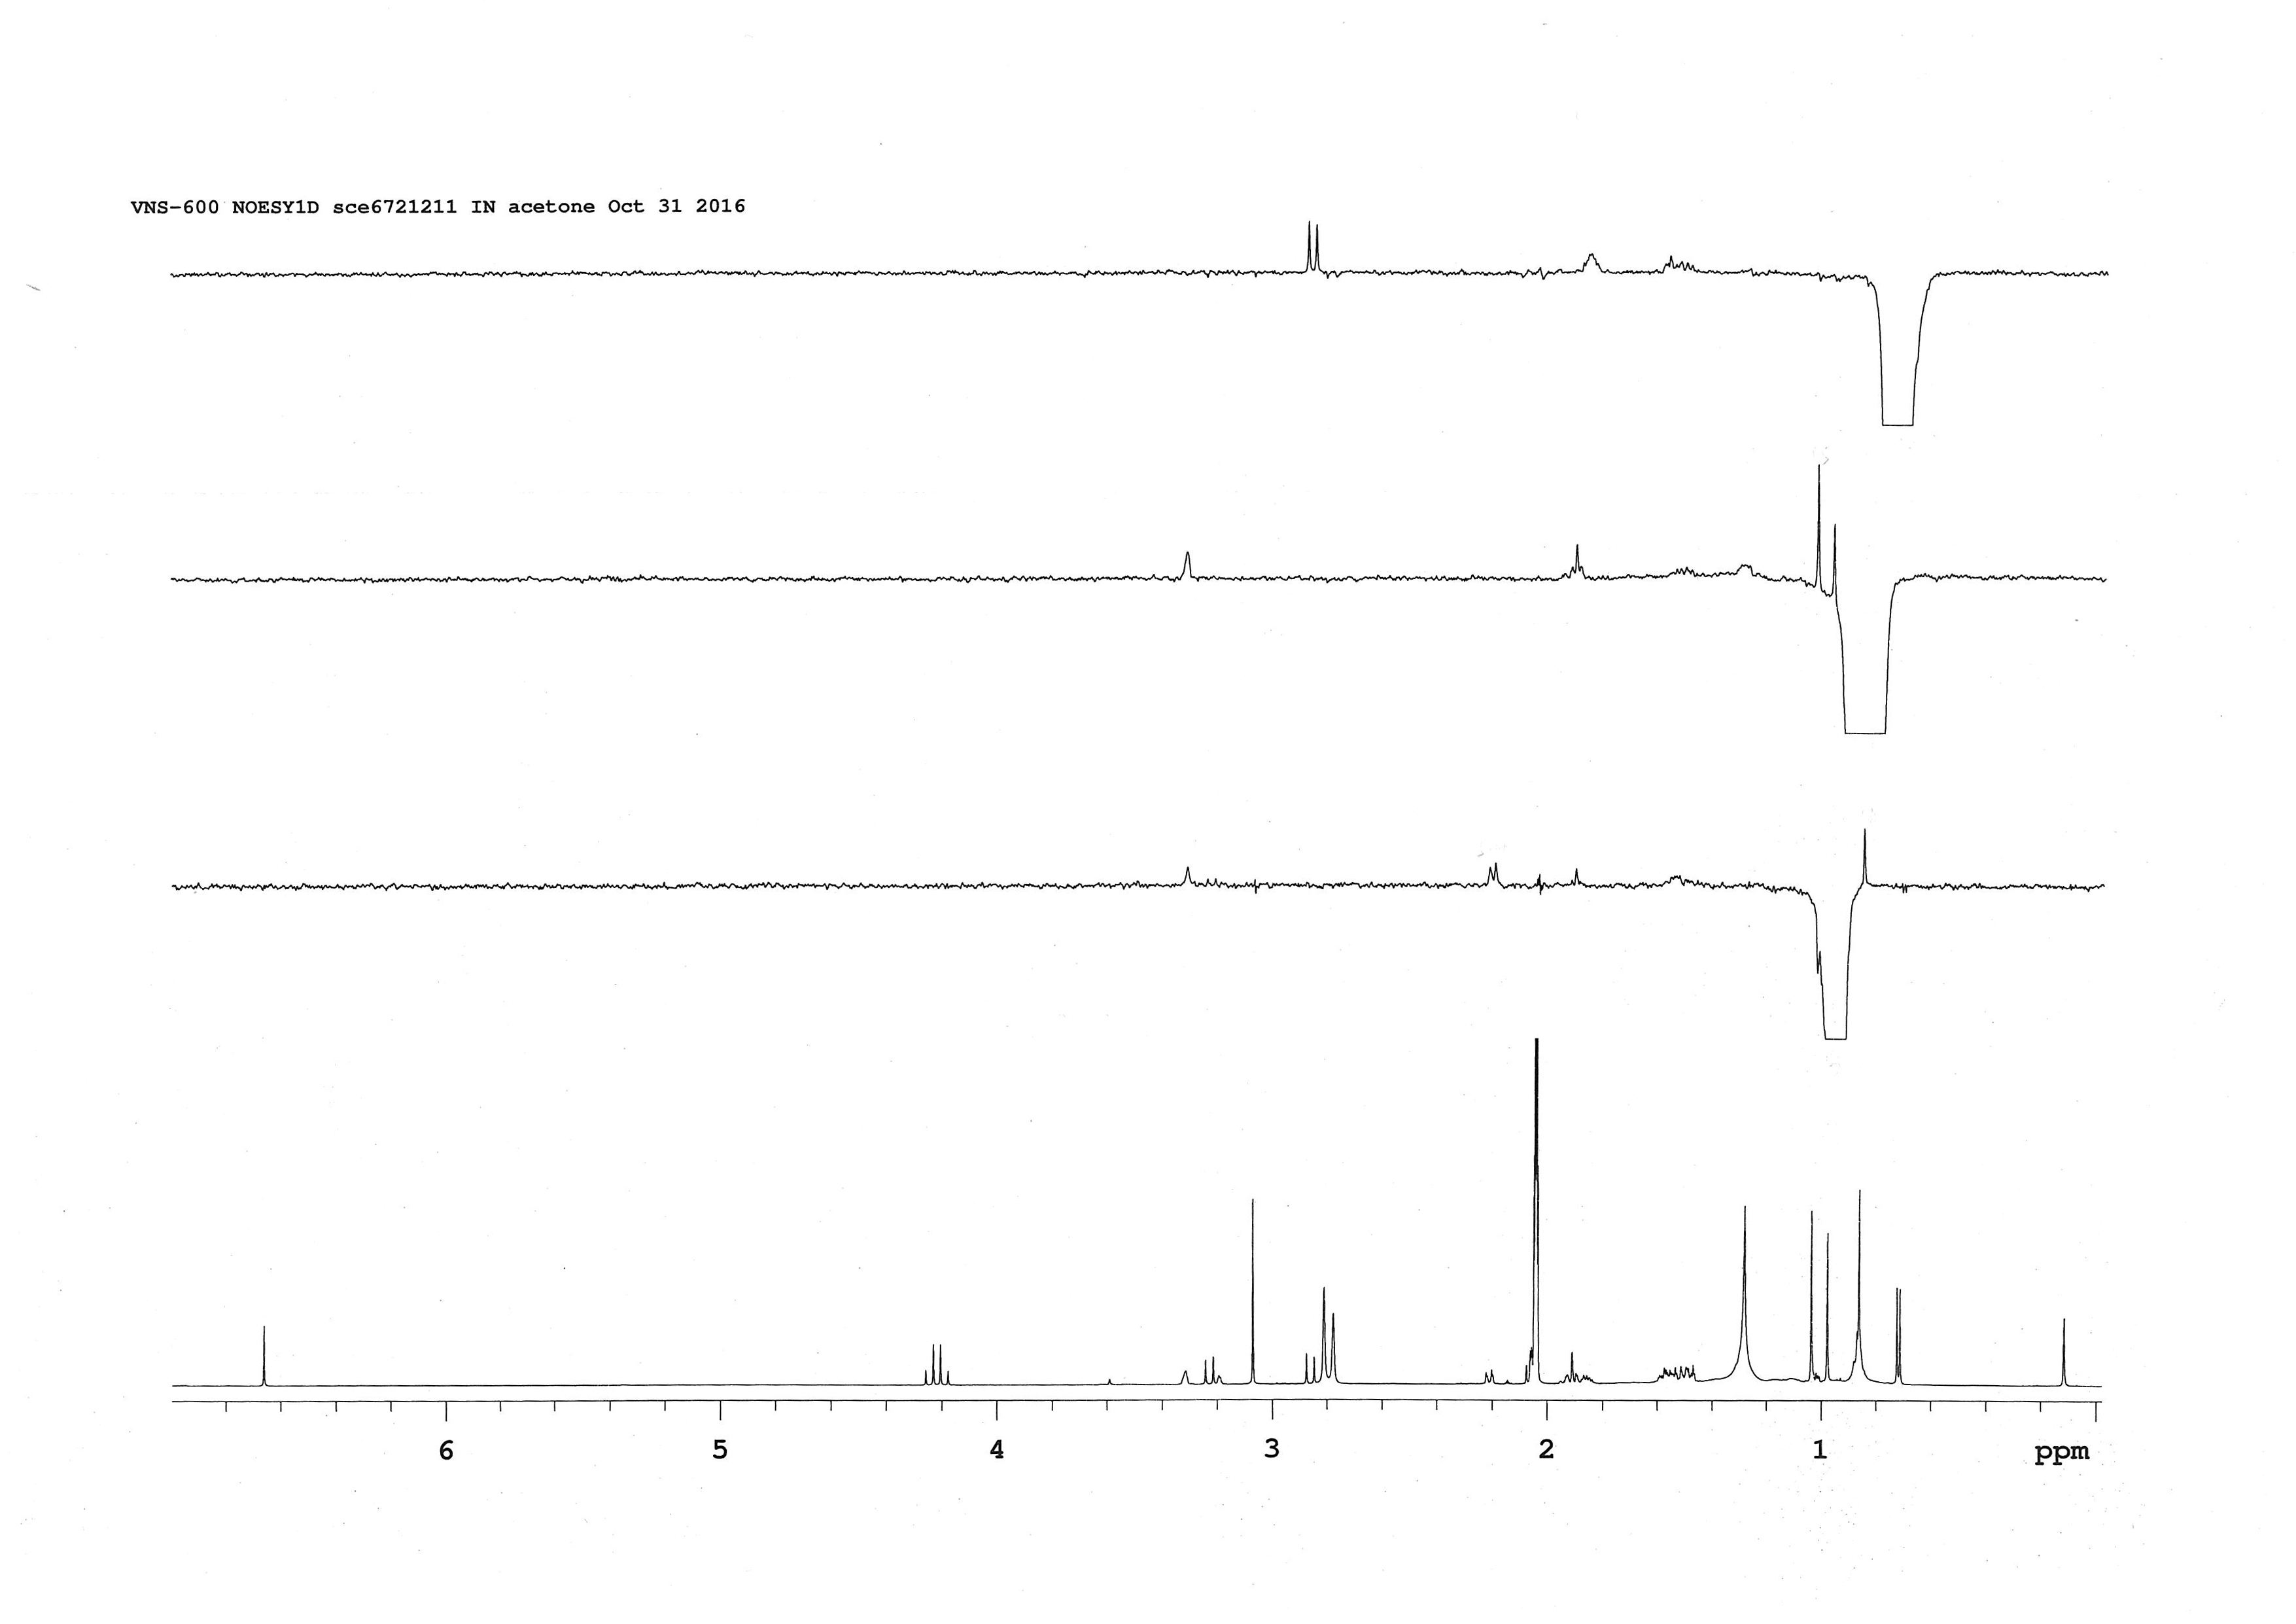 VNS-600 NOESY1D sce6721211 IN acetone Oct 31 2016
6 5 4 3 2 1 ppm